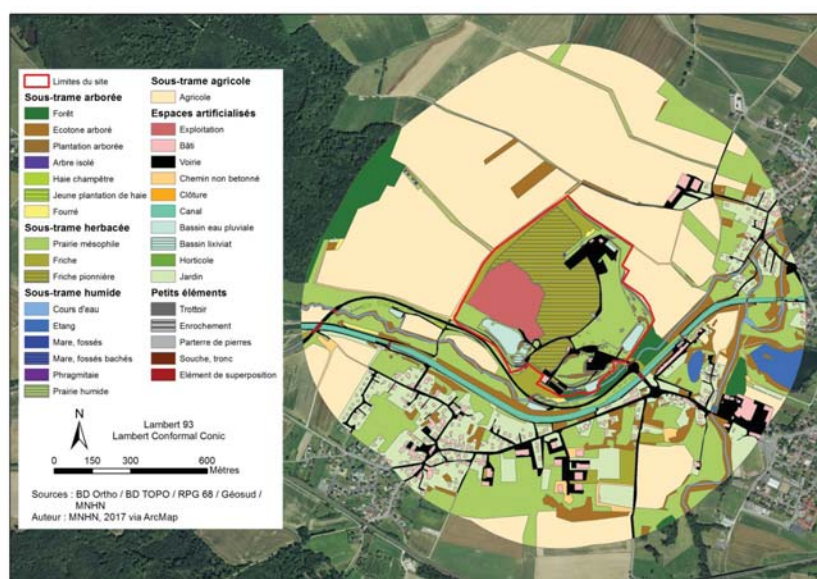 Limites du site
Sous-trame arborée
Forêt
Ecotone arboré
Plantation arborée
Arbre isolé
Haie champêtre
Jeune plantation de haie
Fourré
Sous-trame herbacée
Prairie mésophile
Friche
Friche pionnière
Sous-trame humide
Cours d'eau
Etang
Mare, fossés
Mare, fossés bachés
Phragmitaie
Prairie humide
Sous-trame agricole
Agricole
Espaces artificialisés
Exploitation
Bâti
Voirie
Chemin non betonné
Clôture
Canal
Bassin eau pluviale
Bassin lixiviat
Horticole
Jardin
Petits éléments
Trottoir
Enrochement
Parterre de pierres
Souche, tronc
Elément de superposition
N
Lambert 93
Lambert Conformal Conic
0 150 300 600
Mètres
Sources : BD Ortho / BD TOPO / RPG 68 / Géosud /
MNHN
Auteur : MNHN, 2017 via ArcMap